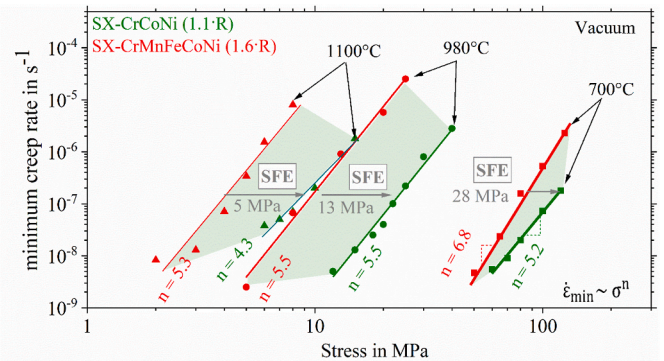 SX-CrCoNi (1.1·R)
SX-CrMnFeCoNi (1.6·R)
Vacuum
1100°C
980°C
700°C
10⁻⁴
10⁻⁵
10⁻⁶
10⁻⁷
10⁻⁸
10⁻⁹
minimum creep rate in s⁻¹
SFE
5 MPa
SFE
13 MPa
SFE
28 MPa
n = 5.3
n = 4.3
n = 5.5
n = 5.5
n = 6.8
n = 5.2
ε̇min ~ σⁿ
1
10
100
Stress in MPa